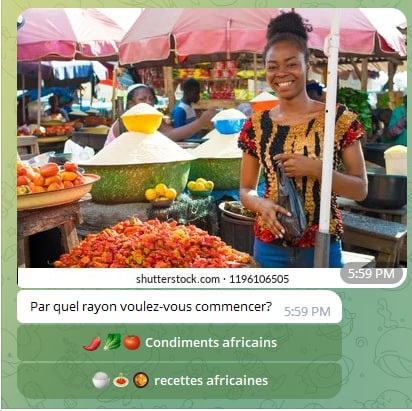 shutterstock.com · 1196106505
5:59 PM
Par quel rayon voulez-vous commencer?
5:59 PM
🌶🥬🍅 Condiments africains
🍚🍝🍛 recettes africaines